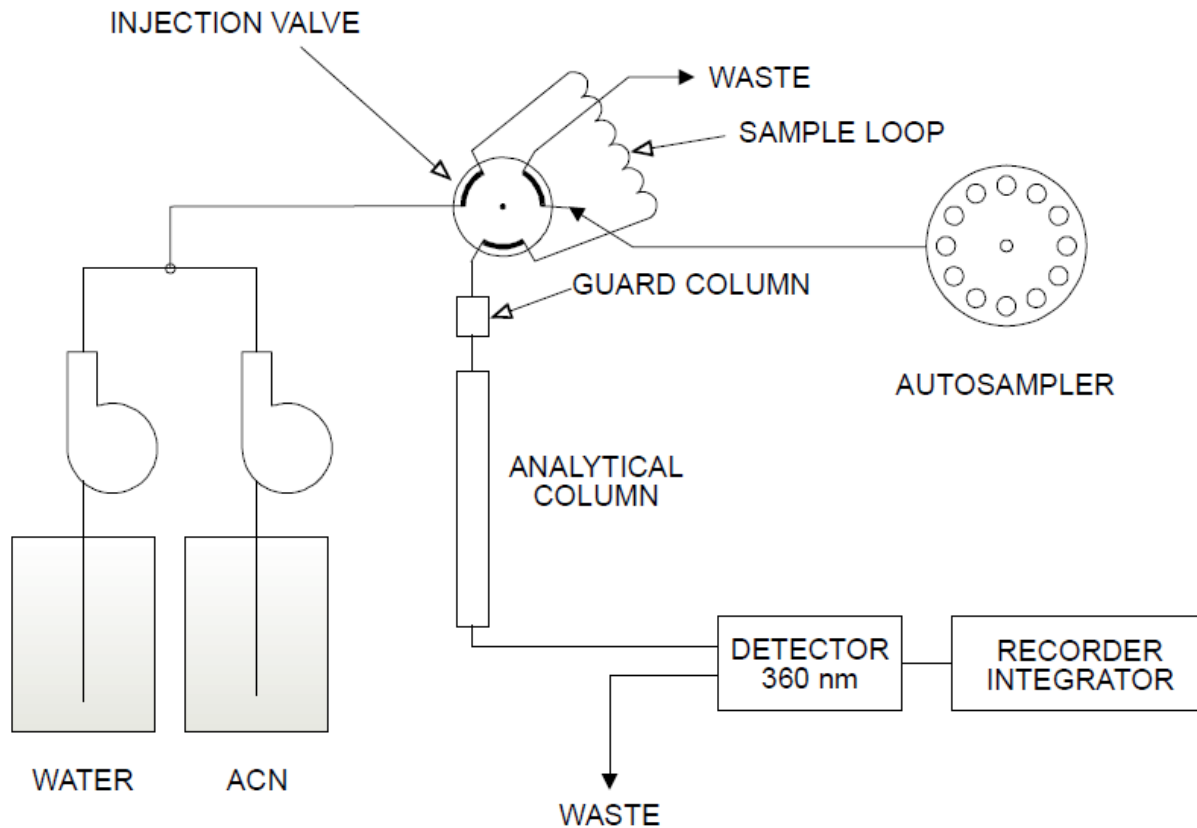 INJECTION VALVE
WASTE
SAMPLE LOOP
GUARD COLUMN
AUTOSAMPLER
ANALYTICAL
COLUMN
DETECTOR
360 nm
RECORDER
INTEGRATOR
WATER
ACN
WASTE